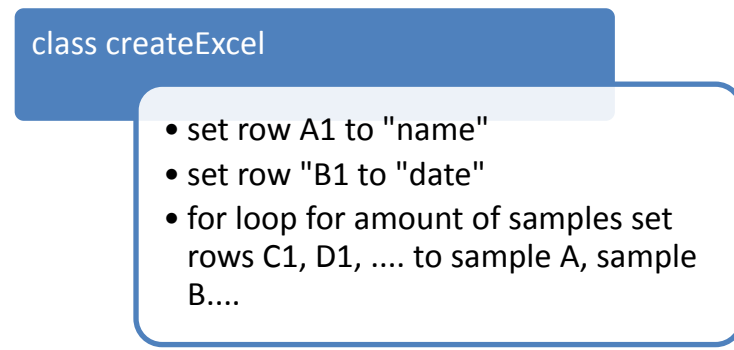 class createExcel
• set row A1 to "name"
• set row "B1 to "date"
• for loop for amount of samples set
rows C1, D1, .... to sample A, sample
B....